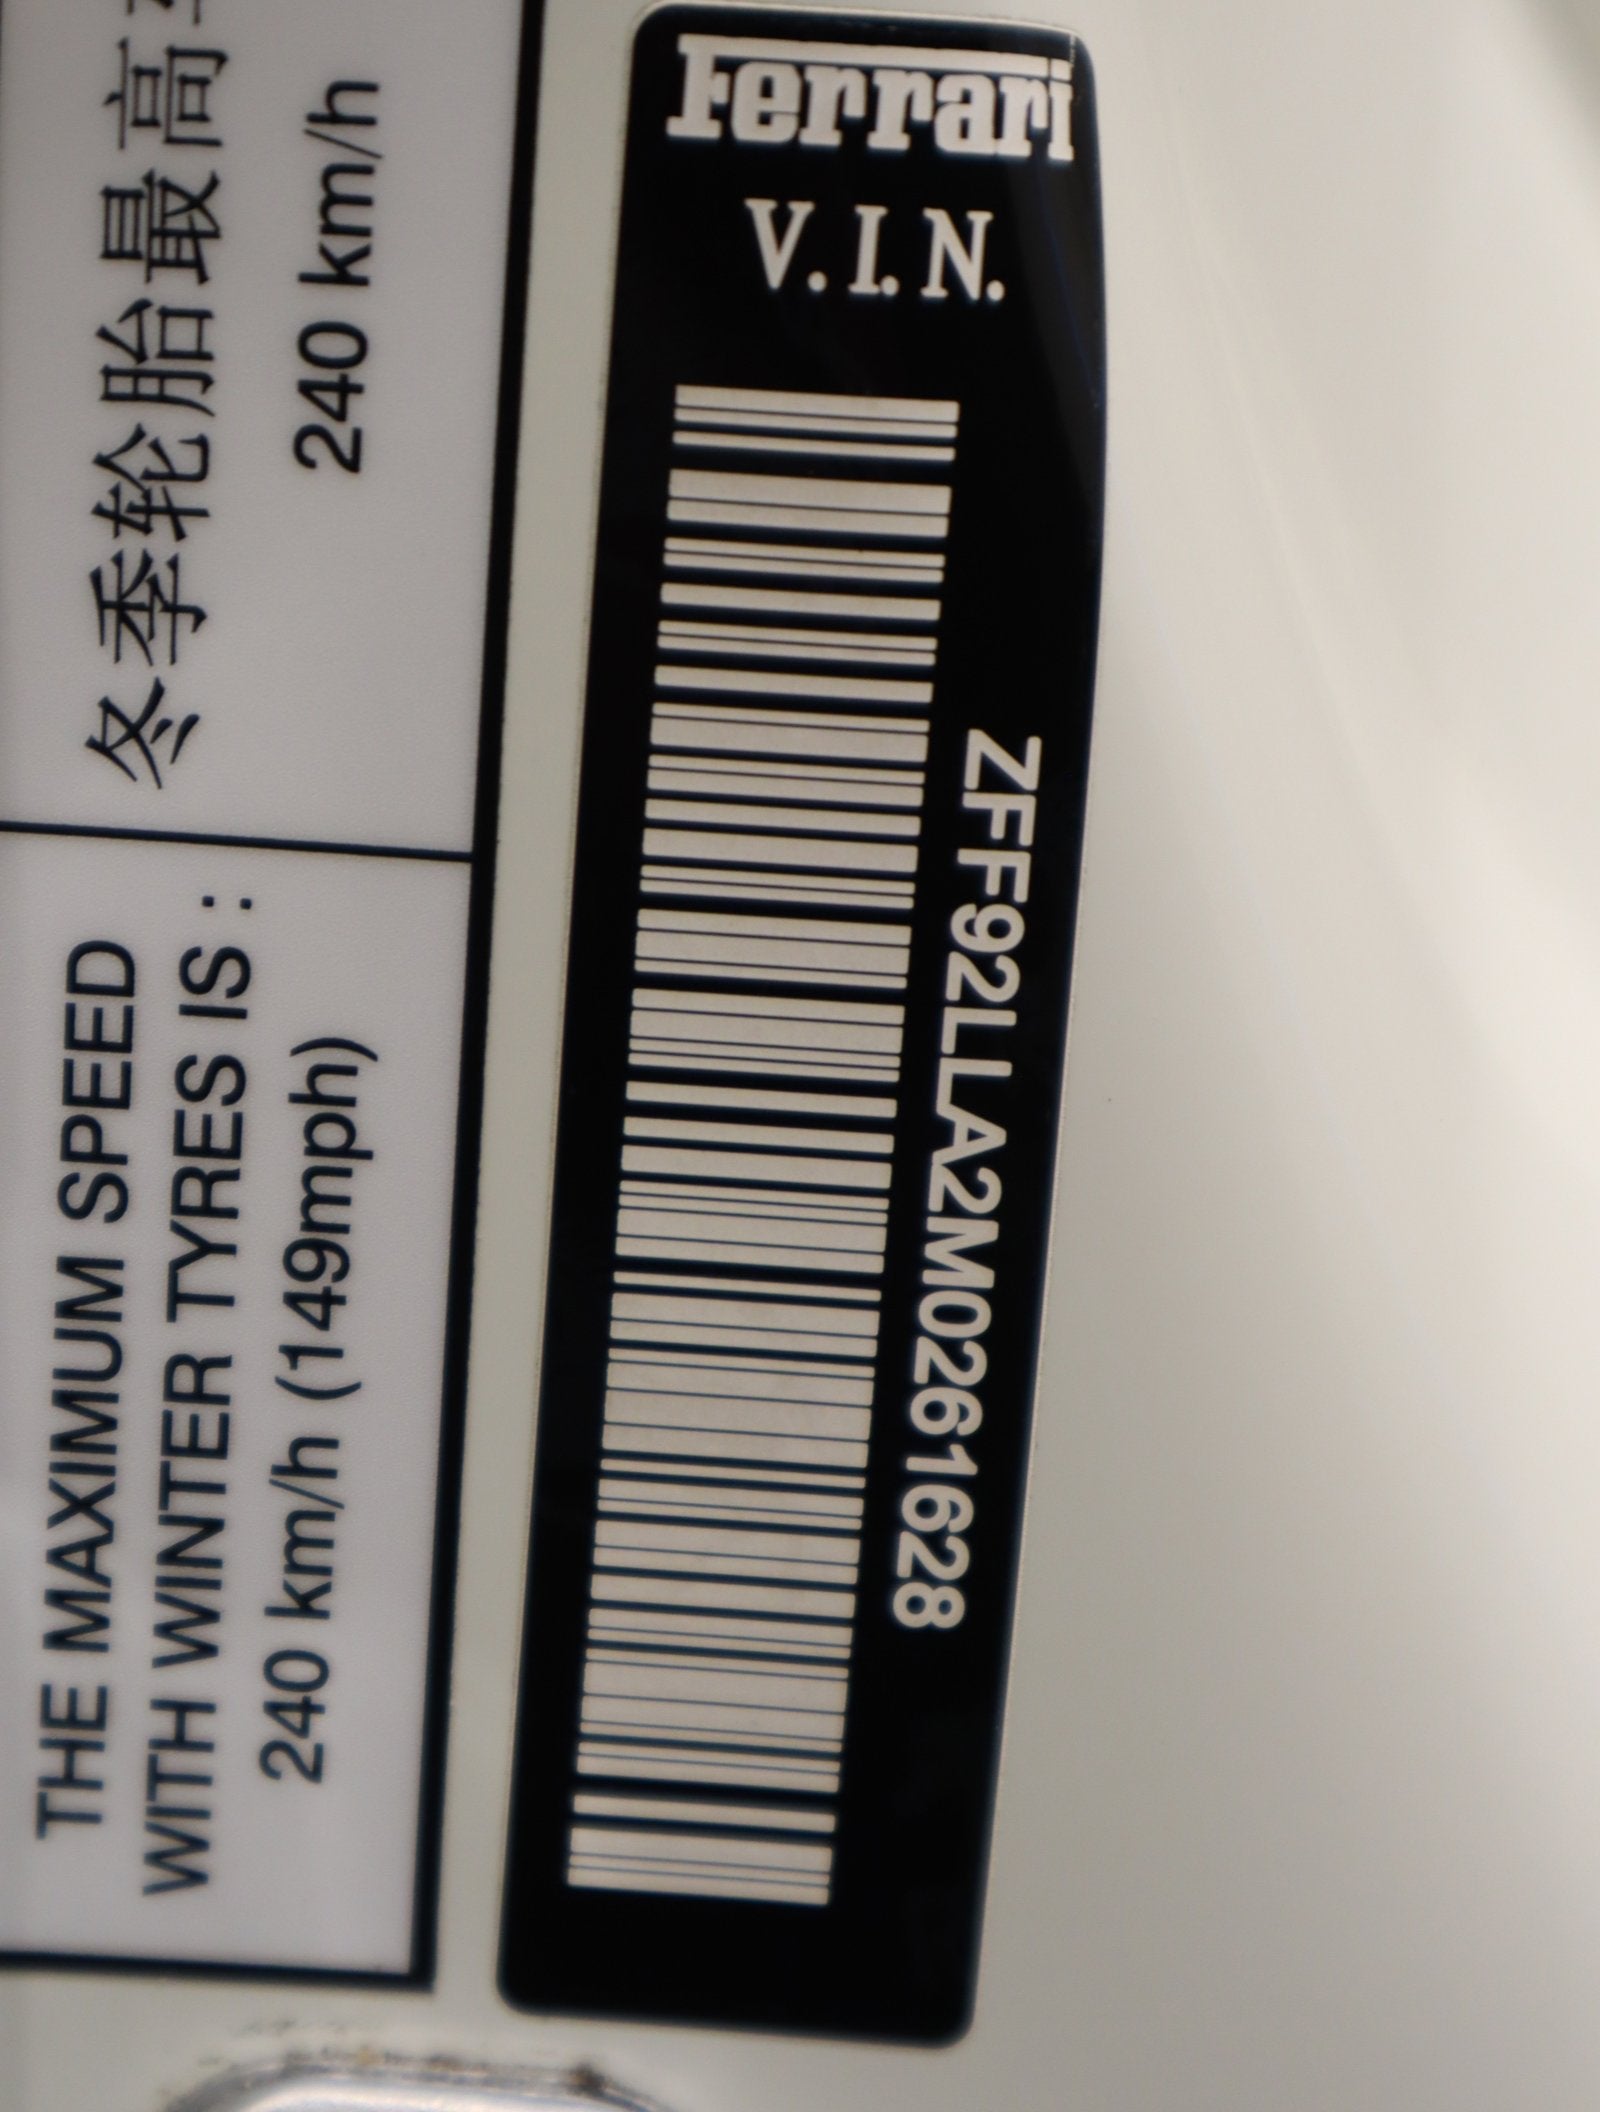 Ferrari
V.I.N.
ZFF92LLA2M0261628
冬季轮胎最高
240 km/h
THE MAXIMUM SPEED
WITH WINTER TYRES IS :
240 km/h (149mph)